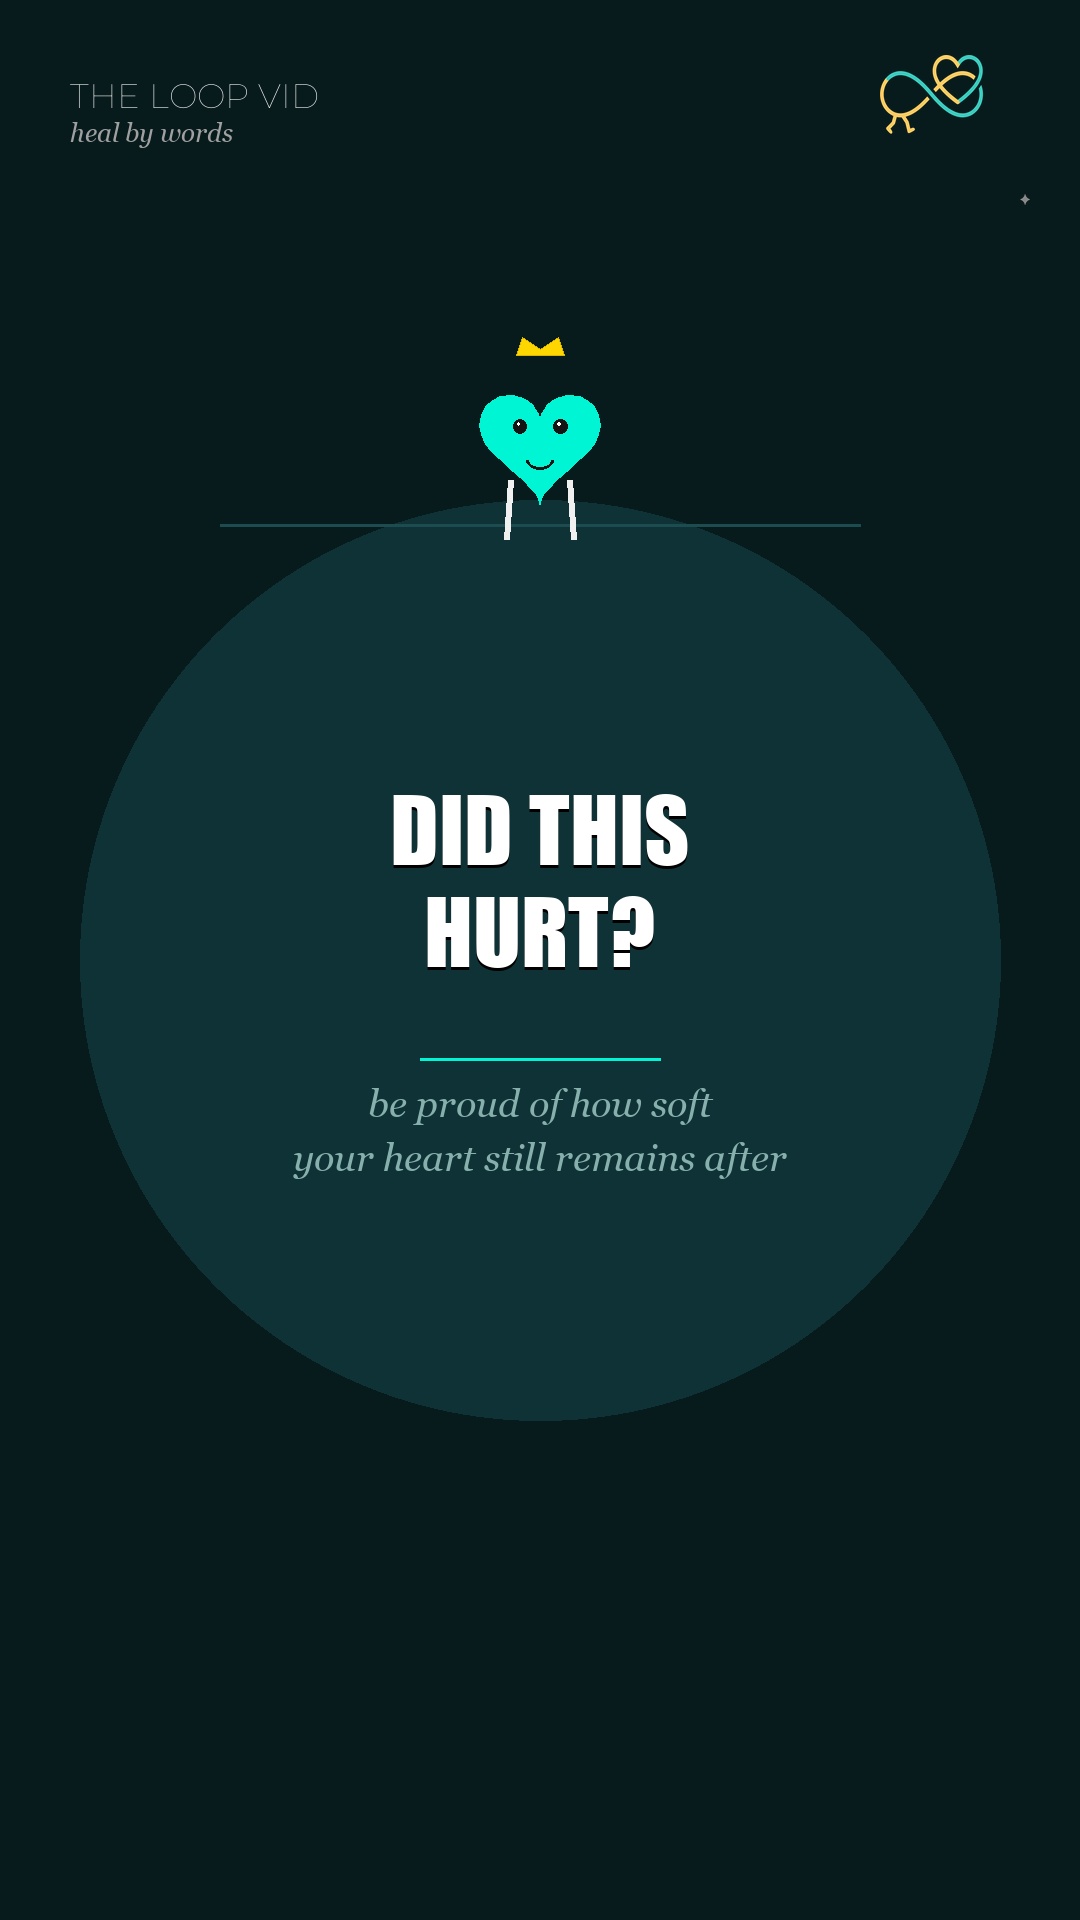 THE LOOP VID
heal by words
DID THIS
HURT?
be proud of how soft
your heart still remains after